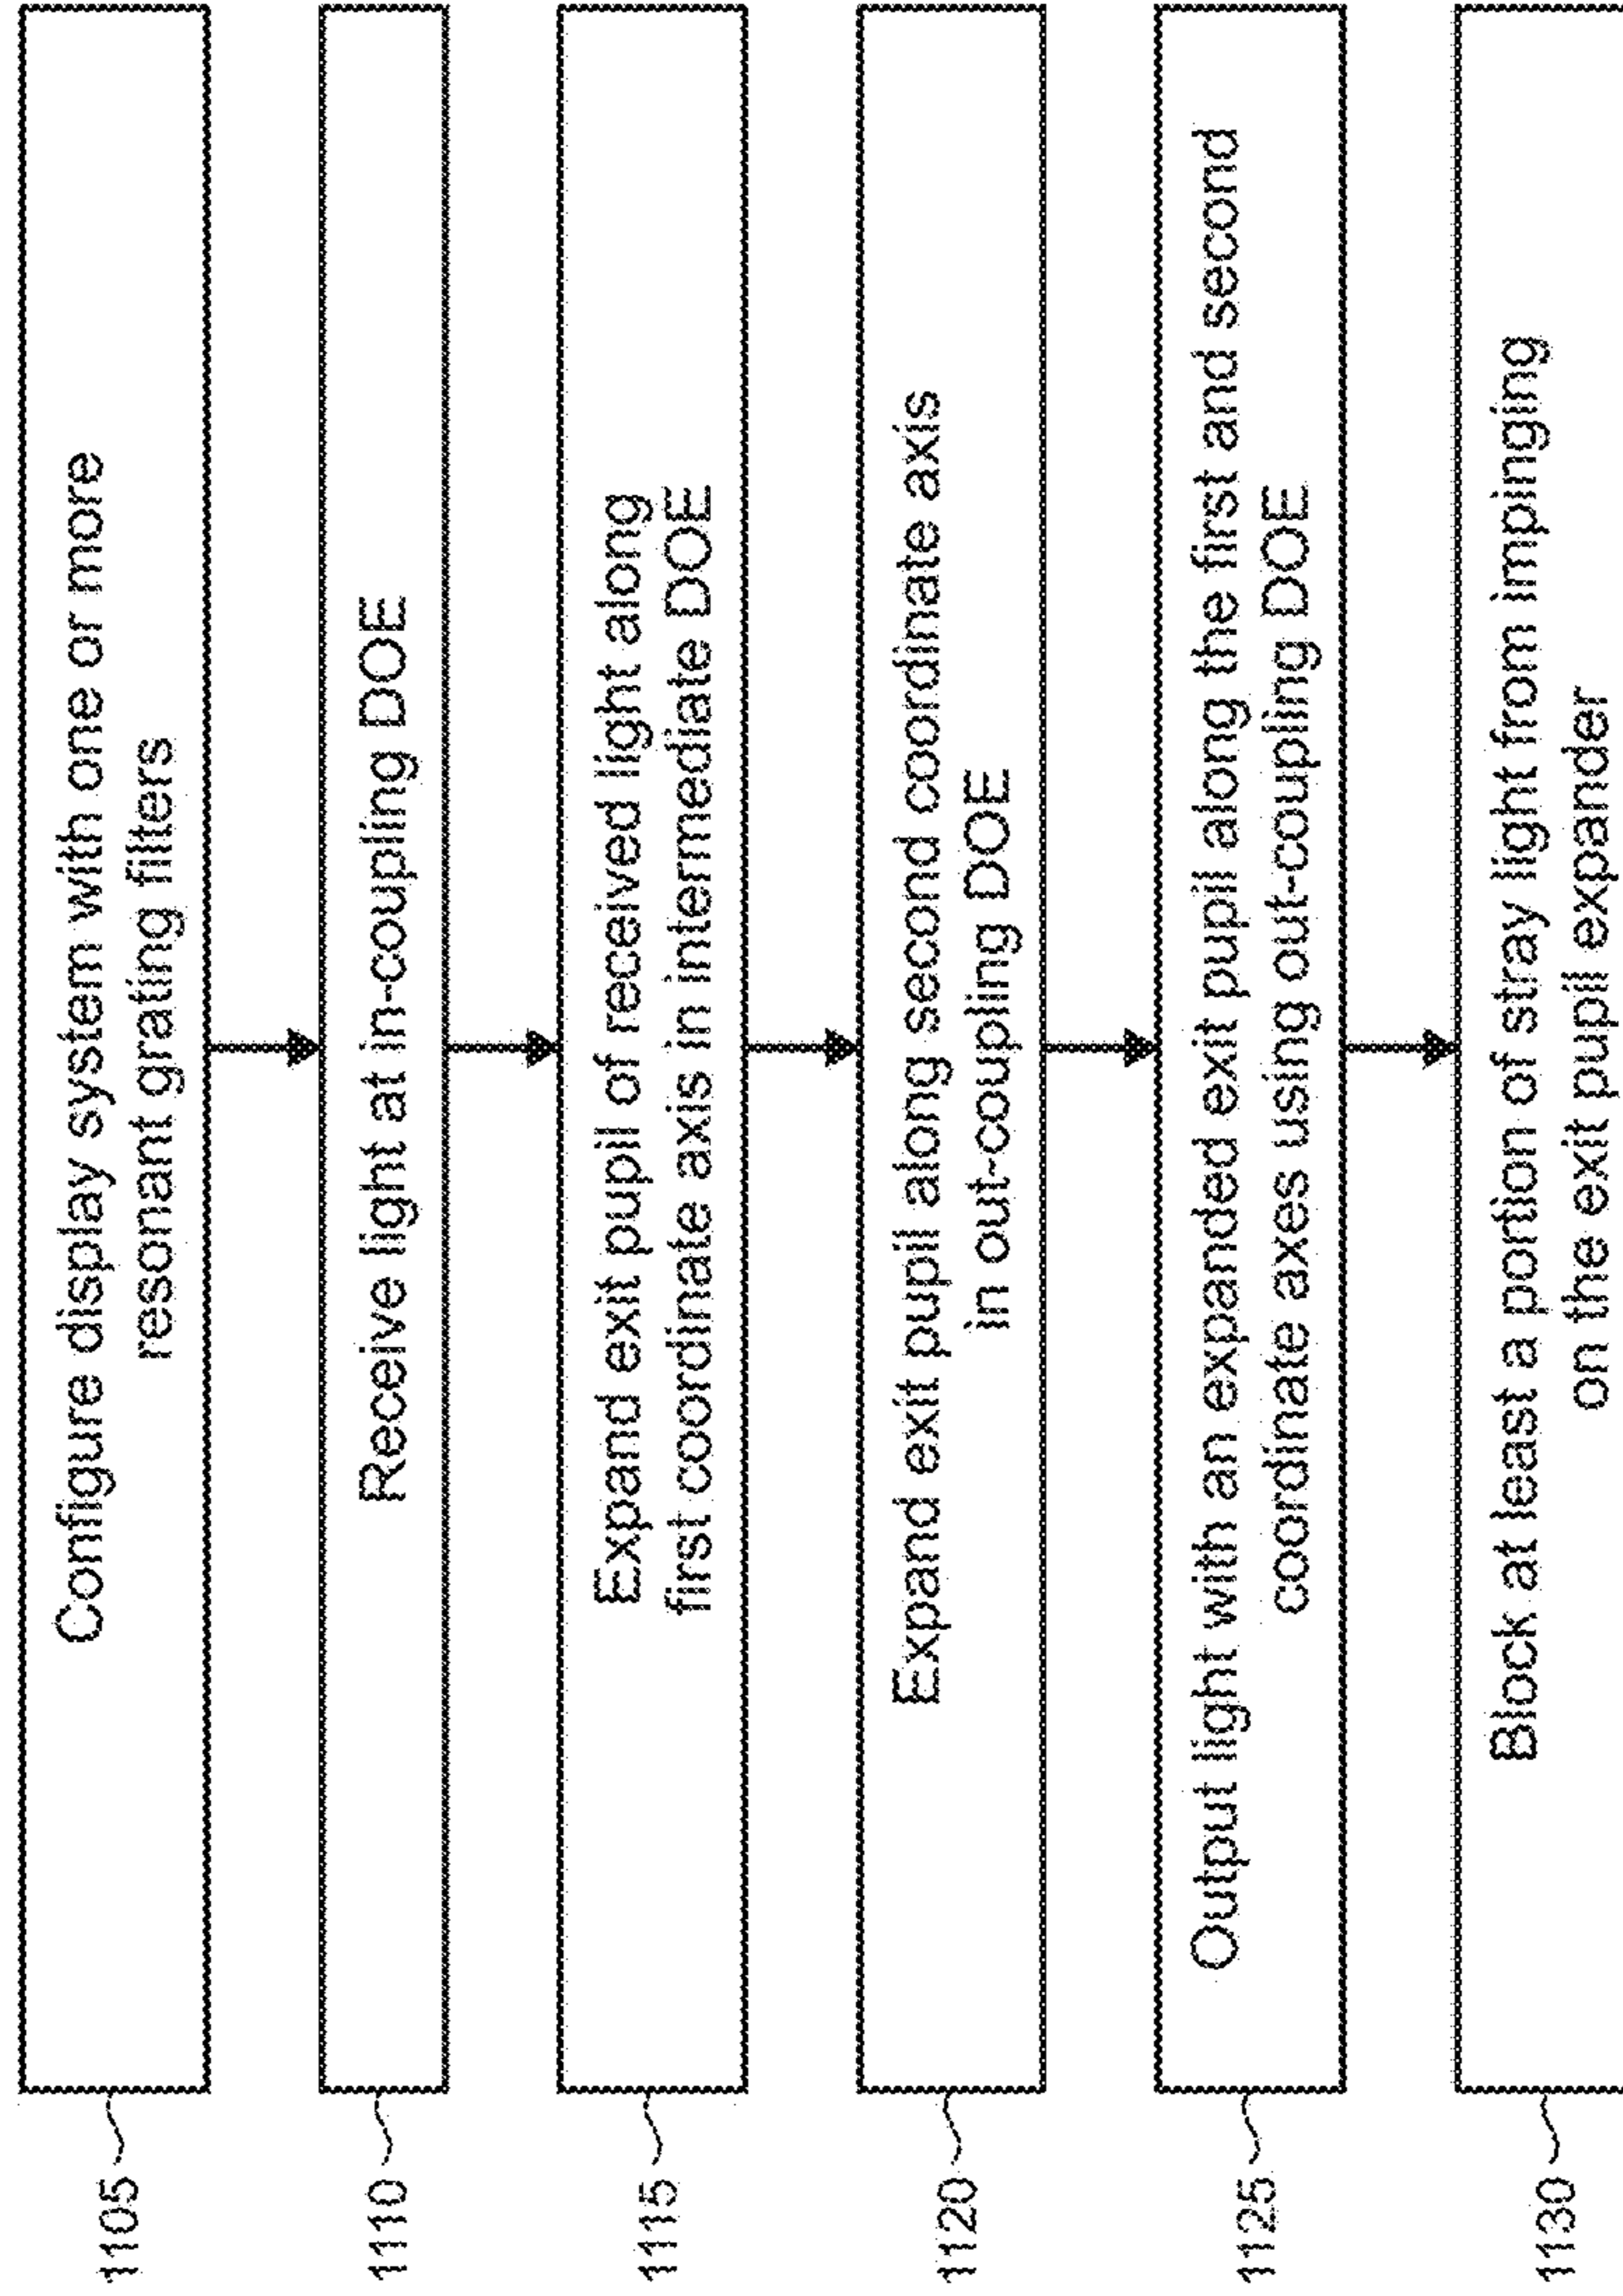 1105
Configure display system with one or more
resonant grating filters
1110
Receive light at in-coupling DOE
1115
Expand exit pupil of received light along
first coordinate axis in intermediate DOE
1120
Expand exit pupil along second coordinate axis
in out-coupling DOE
1125
Output light with an expanded exit pupil along the first and second
coordinate axes using out-coupling DOE
1130
Block at least a portion of stray light from impinging
on the exit pupil expander